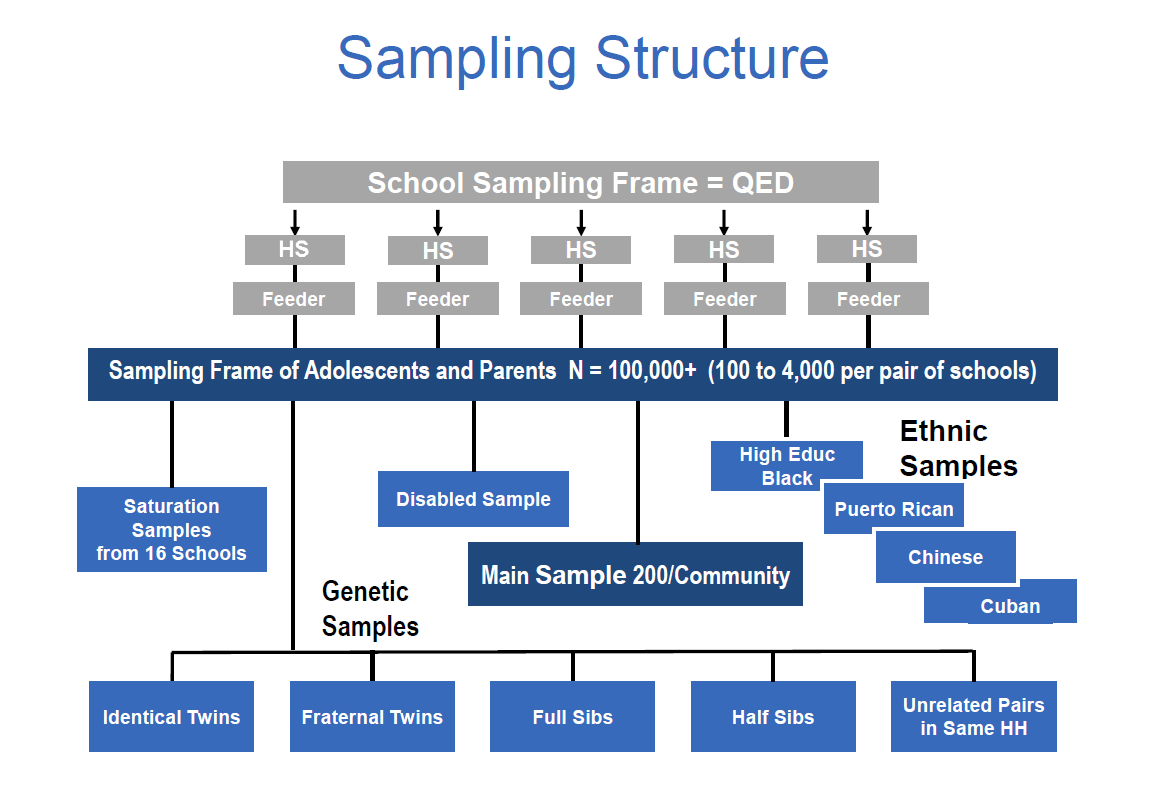 Sampling Structure
School Sampling Frame = QED
HS HS HS HS HS
Feeder Feeder Feeder Feeder Feeder
Sampling Frame of Adolescents and Parents N = 100,000+ (100 to 4,000 per pair of schools)
Saturation
Samples
from 16 Schools
Disabled Sample
Main Sample 200/Community
High Educ
Black
Ethnic
Samples
Puerto Rican
Chinese
Cuban
Genetic
Samples
Identical Twins
Fraternal Twins
Full Sibs
Half Sibs
Unrelated Pairs
in Same HH